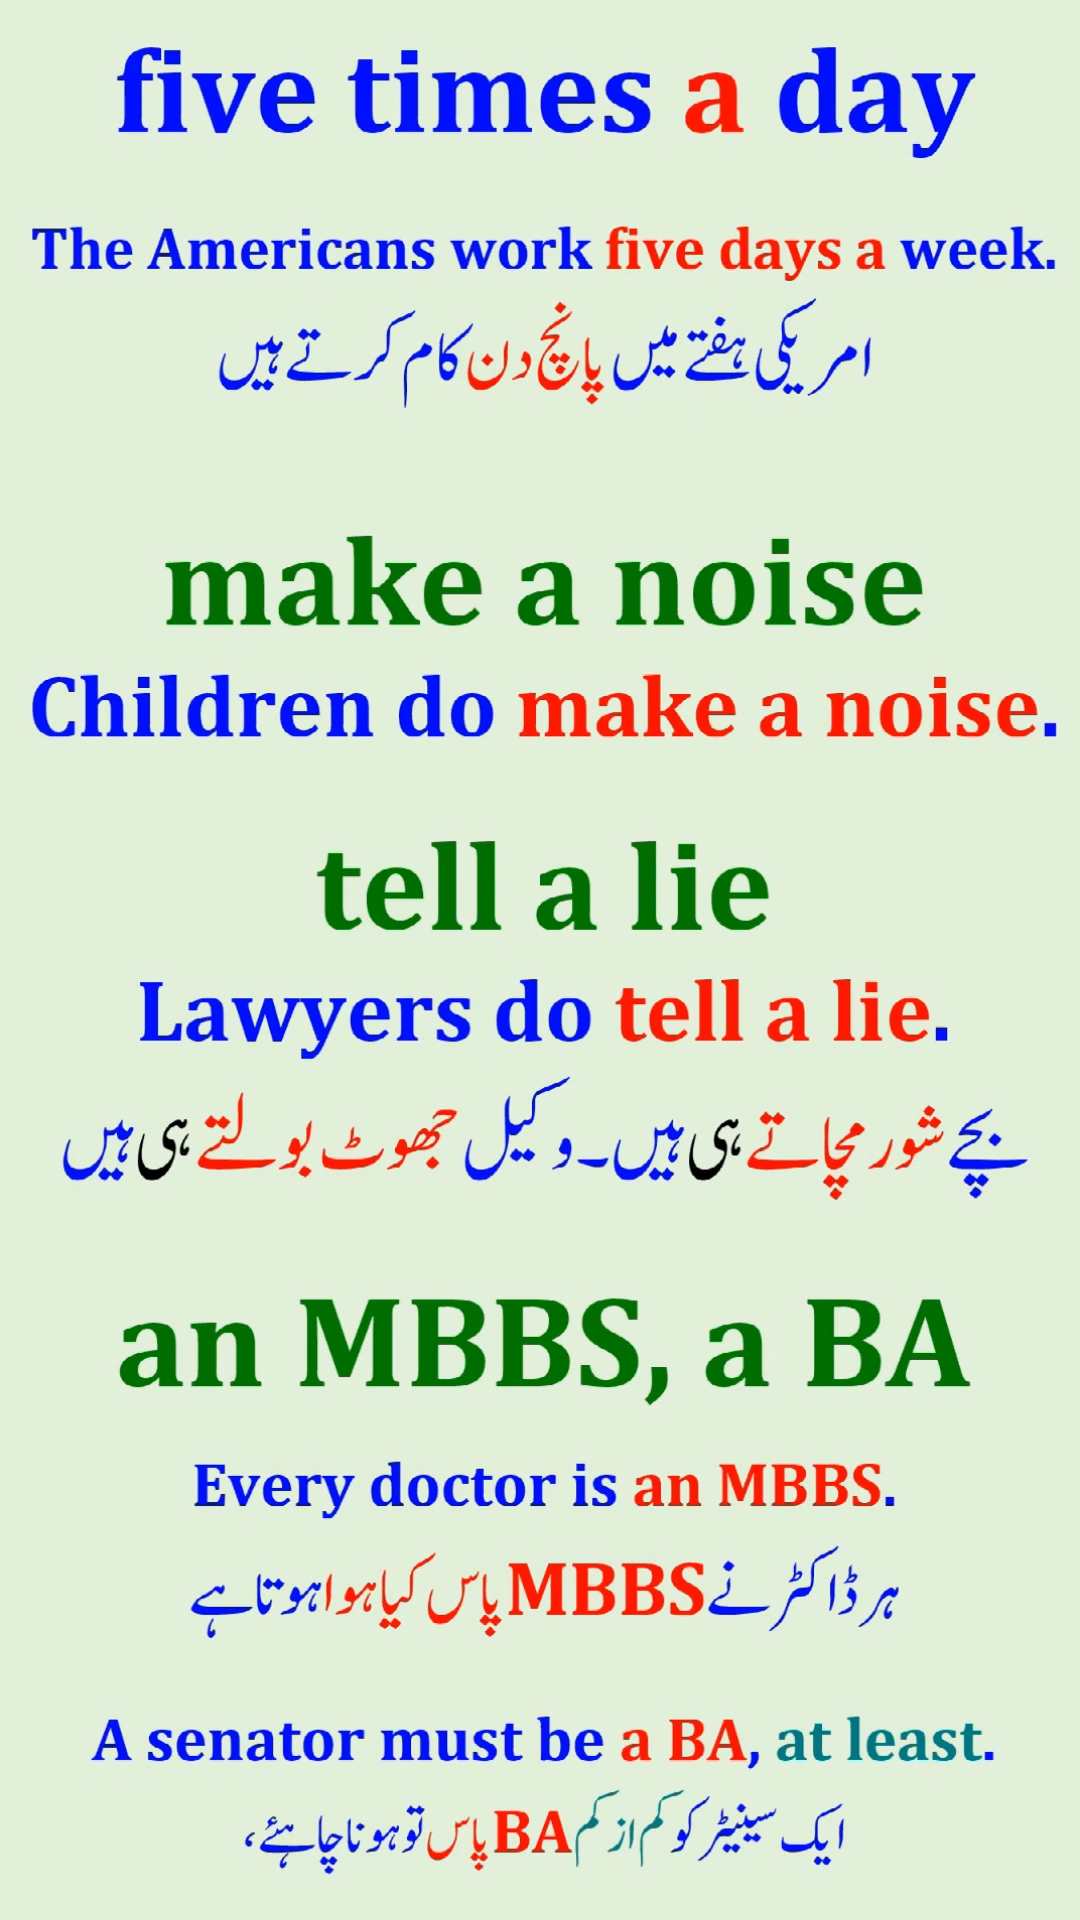 five times a day
The Americans work five days a week.
امریکی ہفتے میں پانچ دن کام کرتے ہیں
make a noise
Children do make a noise.
tell a lie
Lawyers do tell a lie.
بچے شور مچاتے ہی ہیں۔ وکیل جھوٹ بولتے ہی ہیں
an MBBS, a BA
Every doctor is an MBBS.
ہر ڈاکٹر نے MBBS پاس کیا ہوا ہوتا ہے
A senator must be a BA, at least.
ایک سینیٹر کو کم از کم BA پاس تو ہونا چاہئے،